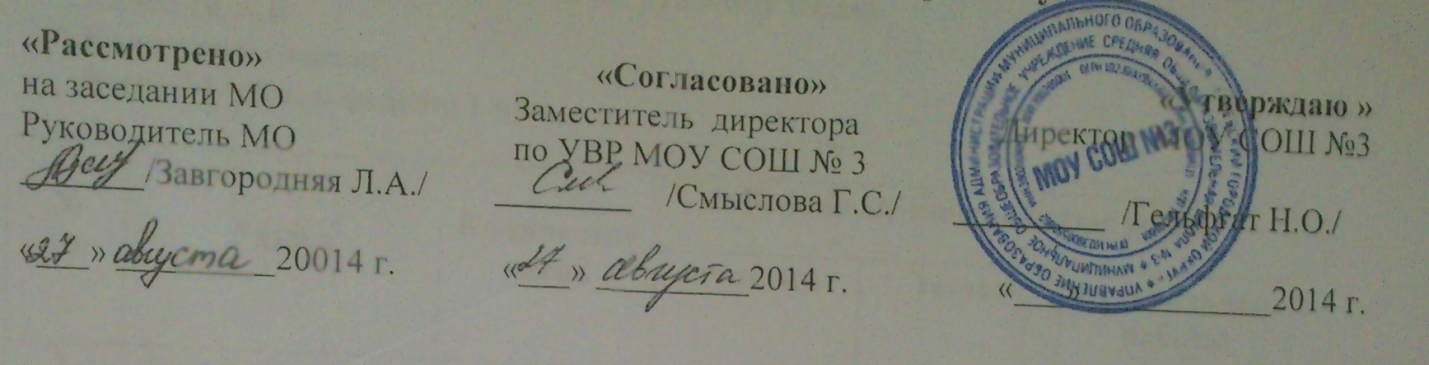 «Рассмотрено»
на заседании МО
Руководитель МО
/Завгородняя Л.А./
«27» августа 20014 г.
«Согласовано»
Заместитель директора
по УВР МОУ СОШ № 3
/Смыслова Г.С./
«27» августа 2014 г.
«Утверждаю »
Директор МОУ СОШ №3
/Гельфгат Н.О./
«___» 2014 г.
МОУ СОШ №3